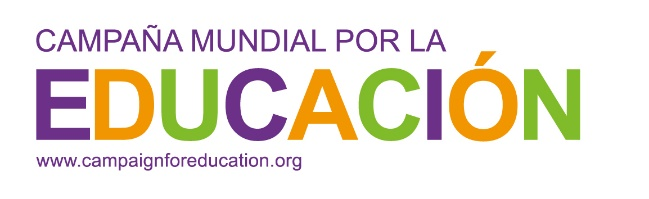 CAMPAÑA MUNDIAL POR LA
EDUCACIÓN
www.campaignforeducation.org